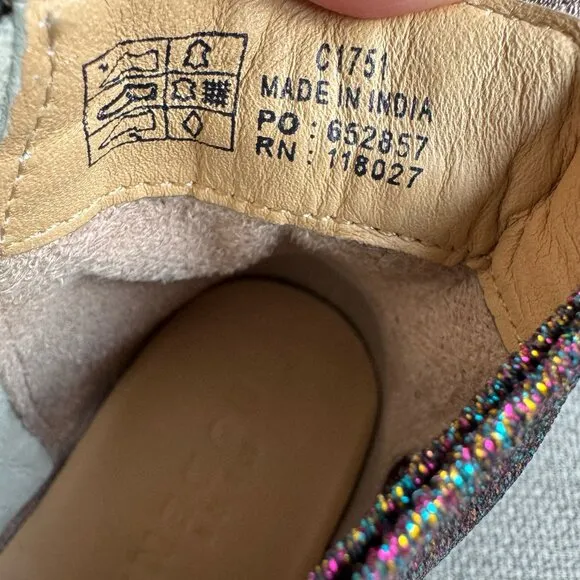 C1751
MADE IN INDIA
PO : 652857
RN : 118027